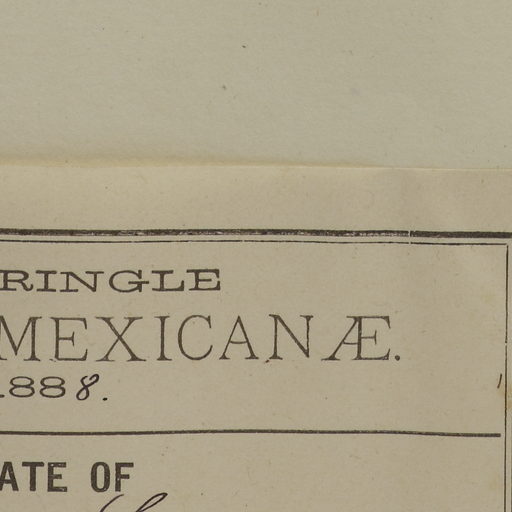 RINGLE
MEXICANÆ.
1888.
ATE OF